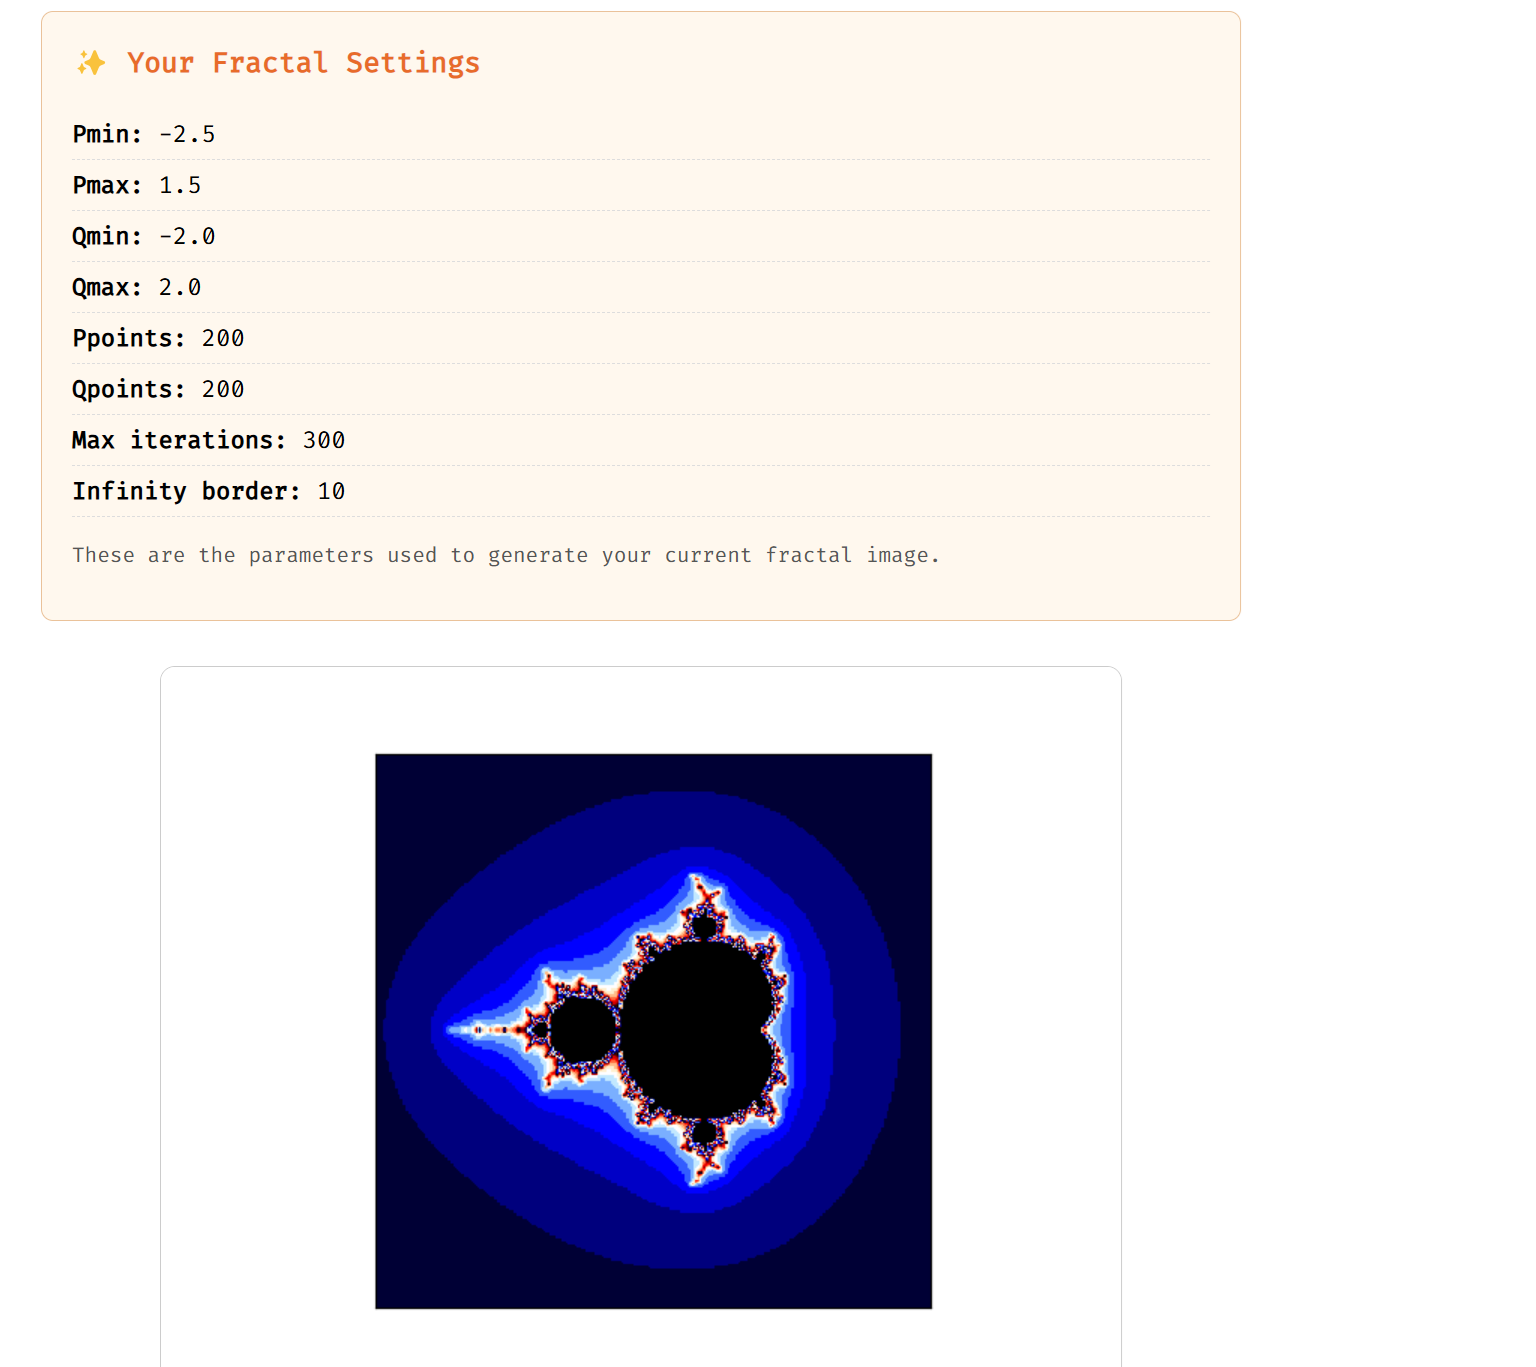 ✨ Your Fractal Settings
Pmin: -2.5
Pmax: 1.5
Qmin: -2.0
Qmax: 2.0
Ppoints: 200
Qpoints: 200
Max iterations: 300
Infinity border: 10
These are the parameters used to generate your current fractal image.